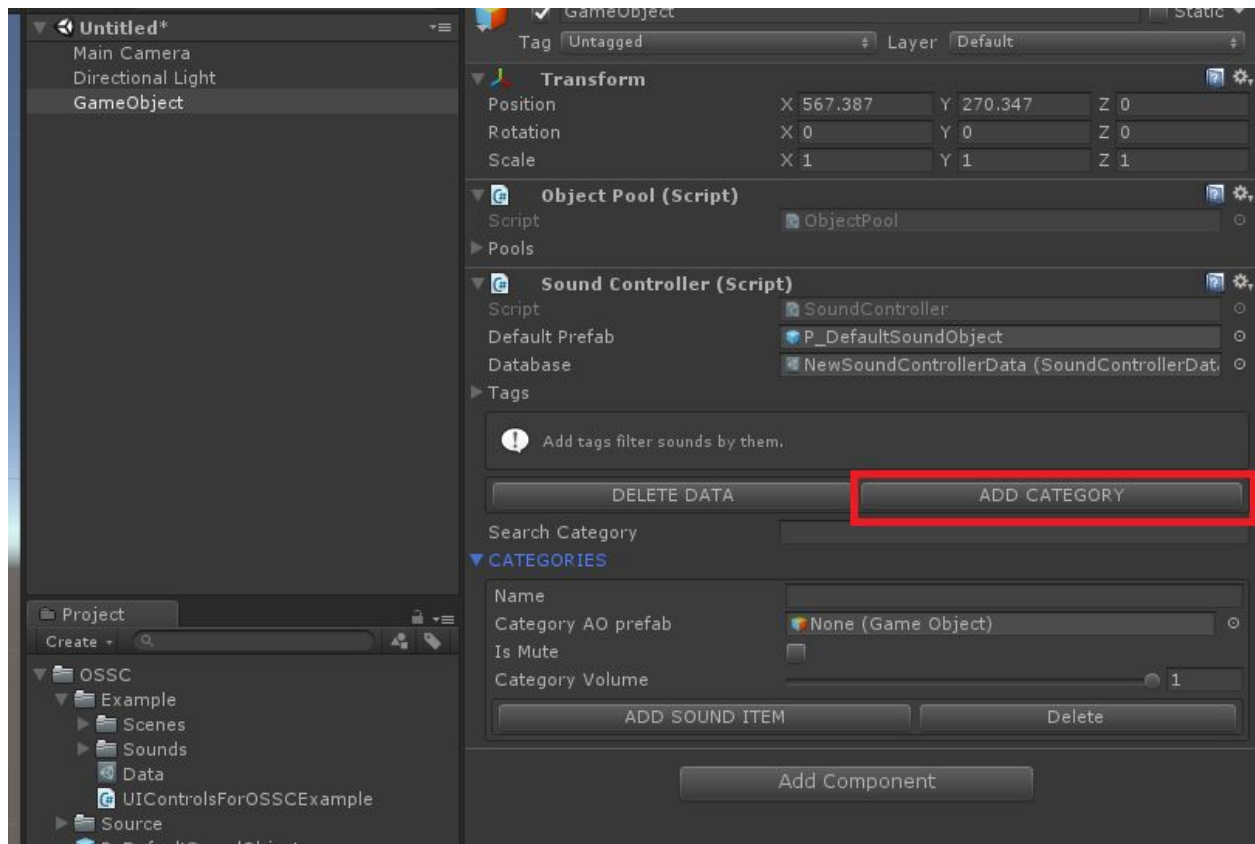 Untitled*
Main Camera
Directional Light
GameObject
Project
Create
OSSC
Example
Scenes
Sounds
Data
UIControlsForOSSCExample
Source
GameObject Static
Tag Untagged Layer Default
Transform
Position X 567.387 Y 270.347 Z 0
Rotation X 0 Y 0 Z 0
Scale X 1 Y 1 Z 1
Object Pool (Script)
Script ObjectPool
Pools
Sound Controller (Script)
Script SoundController
Default Prefab P_DefaultSoundObject
Database NewSoundControllerData (SoundControllerDat
Tags
Add tags filter sounds by them.
DELETE DATA ADD CATEGORY
Search Category
CATEGORIES
Name
Category AO prefab None (Game Object)
Is Mute
Category Volume 1
ADD SOUND ITEM Delete
Add Component